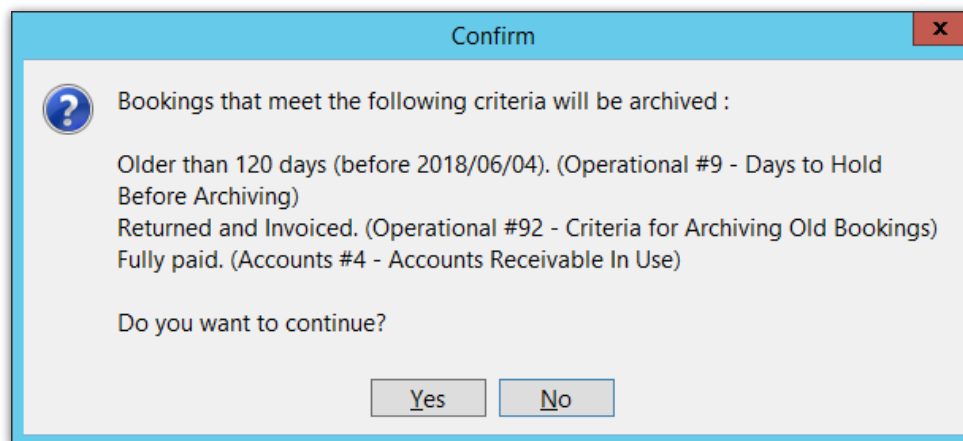 Confirm
x
?
Bookings that meet the following criteria will be archived :
Older than 120 days (before 2018/06/04). (Operational #9 - Days to Hold
Before Archiving)
Returned and Invoiced. (Operational #92 - Criteria for Archiving Old Bookings)
Fully paid. (Accounts #4 - Accounts Receivable In Use)
Do you want to continue?
Yes
No